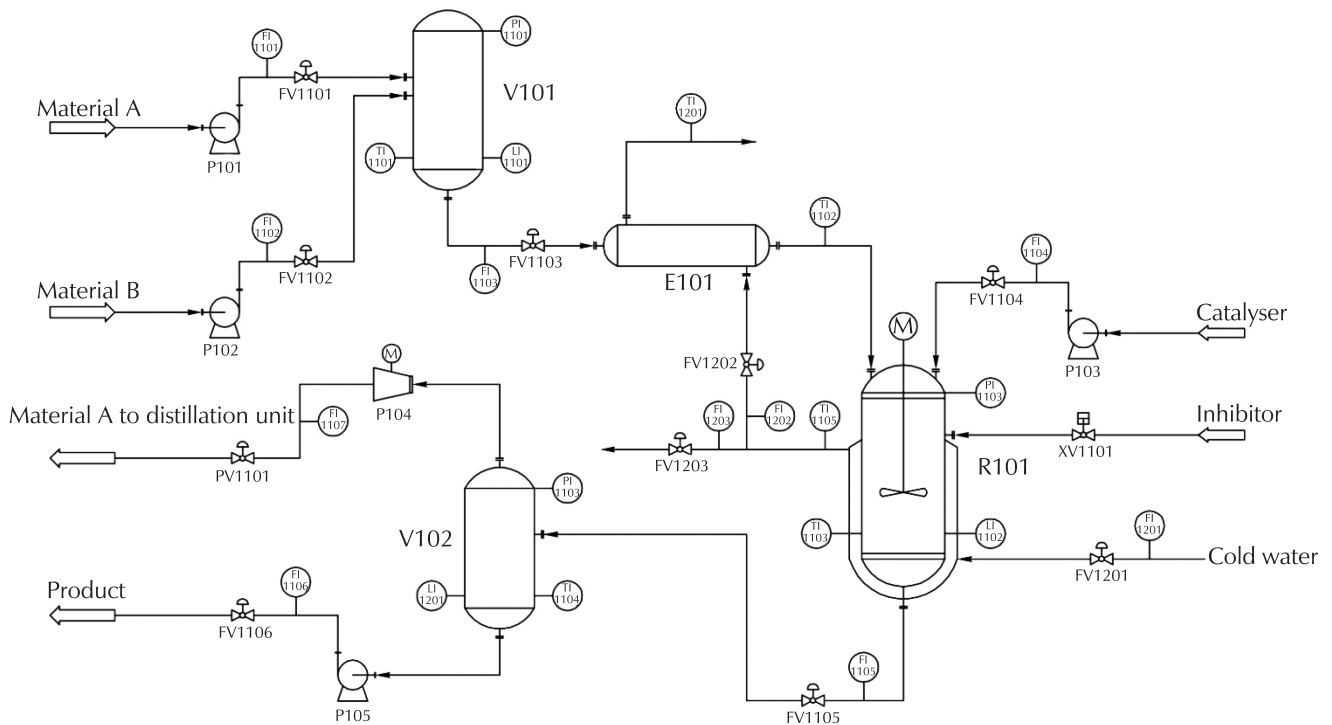 FI
1101
PI
1101
FV1101
V101
Material A
P101
TI
1101
LI
1101
TI
1201
FI
1102
FV1102
TI
1102
FI
1103
FV1103
E101
FI
1104
FV1104
Material B
P102
Catalyser
P103
M
M
FV1202
P104
PI
1103
Material A to distillation unit
FI
1107
FI
1203
FI
1202
TI
1105
Inhibitor
XV1101
PV1101
FV1203
R101
PI
1103
V102
TI
1103
LI
1102
FI
1201
FV1201
Cold water
Product
FI
1106
FV1106
LI
1201
TI
1104
P105
FI
1105
FV1105